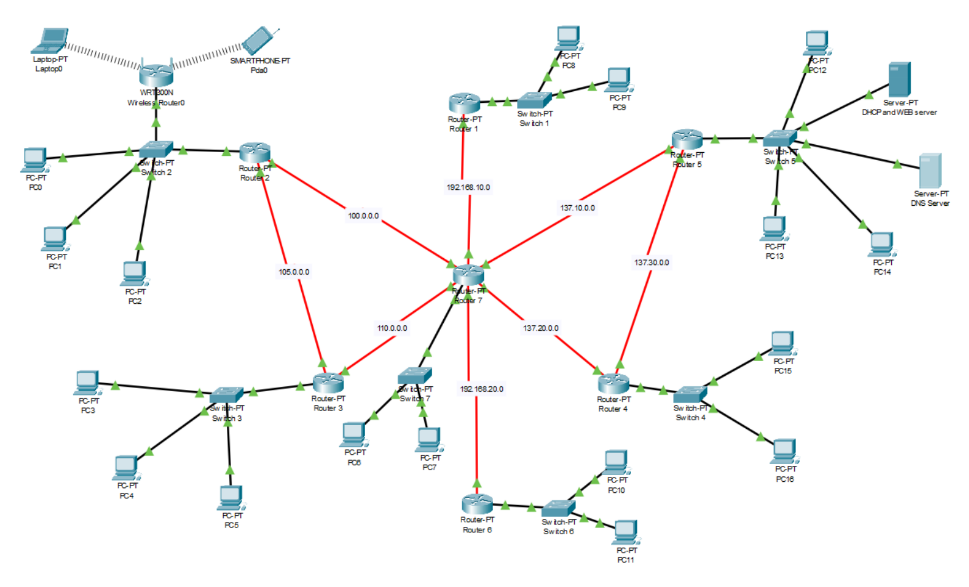 Laptop-PT
Laptop0
SMARTPHONE-PT
Pda0
WRT300N
Wireless Router0
PC-PT
PC8
PC-PT
PC9
Router-PT
Router 1
Switch-PT
Switch 1
PC-PT
PC12
Server-PT
DHCP and WEB server
Router-PT
Router 5
Switch-PT
Switch 5
Server-PT
DNS Server
PC-PT
PC0
Switch-PT
Switch 2
Router-PT
Router 2
192.168.10.0
100.0.0.0
137.10.0.0
PC-PT
PC1
PC-PT
PC2
105.0.0.0
137.30.0.0
PC-PT
PC13
PC-PT
PC14
Router-PT
Router 7
110.0.0.0
137.20.0.0
192.168.20.0
PC-PT
PC3
Switch-PT
Switch 3
Router-PT
Router 3
Switch-PT
Switch 7
Router-PT
Router 4
Switch-PT
Switch 4
PC-PT
PC15
PC-PT
PC4
PC-PT
PC5
PC-PT
PC6
PC-PT
PC7
PC-PT
PC16
PC-PT
PC10
Router-PT
Router 6
Switch-PT
Switch 6
PC-PT
PC11